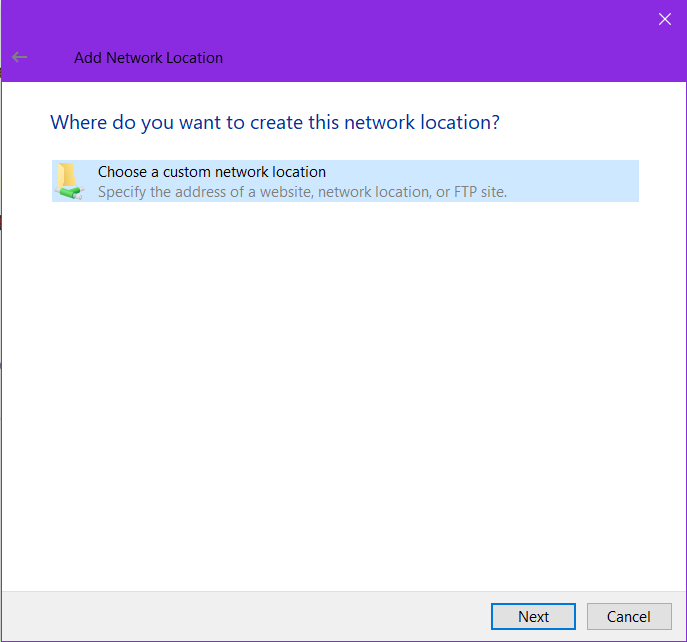 Add Network Location
Where do you want to create this network location?
Choose a custom network location
Specify the address of a website, network location, or FTP site.
Next
Cancel